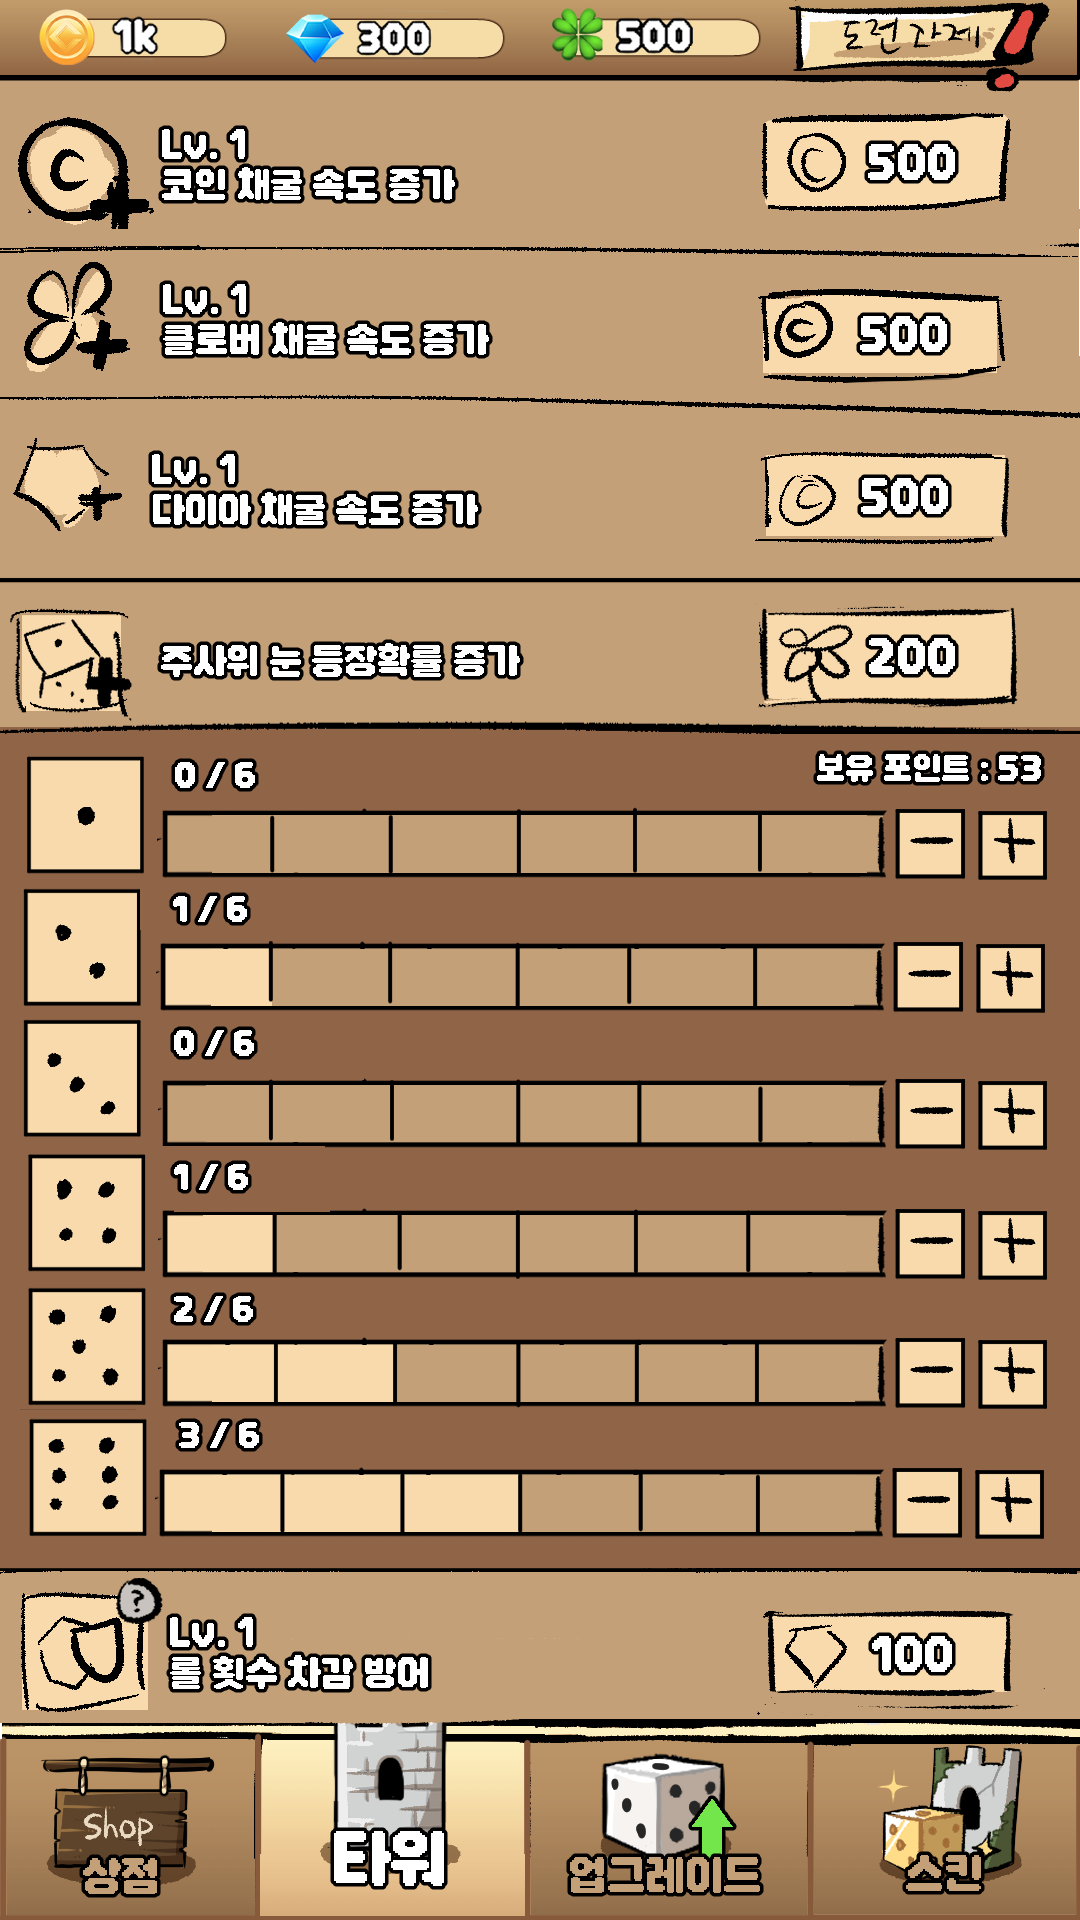 1k
300
500
도전과제
Lv. 1
코인 채굴 속도 증가
500
Lv. 1
클로버 채굴 속도 증가
500
Lv. 1
다이아 채굴 속도 증가
500
주사위 눈 등장확률 증가
200
0 / 6
보유 포인트 : 53
1 / 6
0 / 6
1 / 6
2 / 6
3 / 6
?
Lv. 1
롤 횟수 차감 방어
100
Shop
상점
타워
업그레이드
스킨